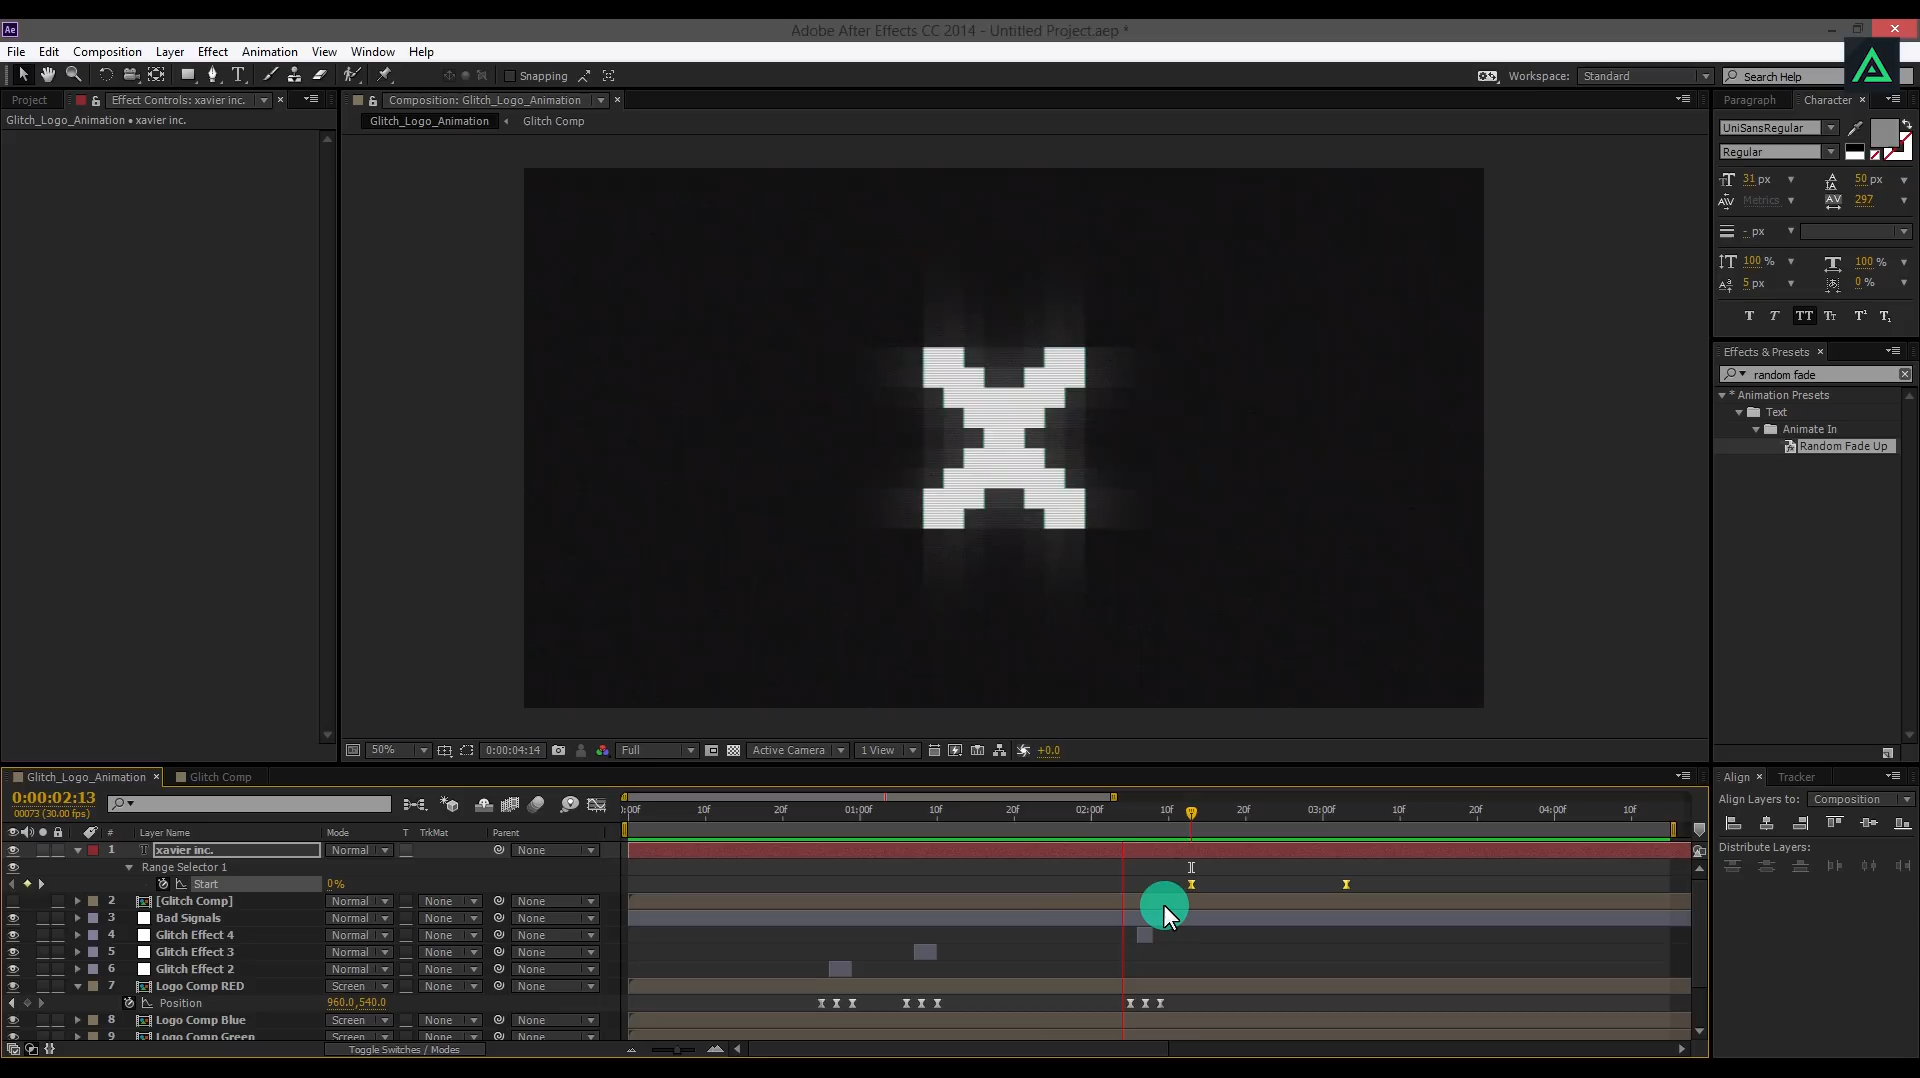 Ae
Adobe After Effects CC 2014 - Untitled Project.aep *
File Edit Composition Layer Effect Animation View Window Help
Snapping
Workspace: Standard
Search Help
Project
Effect Controls: xavier inc.
Composition: Glitch_Logo_Animation
Paragraph
Character
Glitch_Logo_Animation • xavier inc.
Glitch_Logo_Animation
Glitch Comp
UniSansRegular
Regular
31 px
50 px
Metrics
297
- px
100 %
100 %
5 px
0 %
Effects & Presets
random fade
* Animation Presets
Text
Animate In
Random Fade Up
50%
0:00:04:14
Full
Active Camera
1 View
+0.0
Glitch_Logo_Animation
Glitch Comp
Align
Tracker
0:00:02:13
00073 (30.00 fps)
10f 20f 01:00f 10f 20f 02:00f 10f 20f 03:00f 10f 20f 04:00f 10f
Align Layers to: Composition
# Layer Name Mode T TrkMat Parent
1 xavier inc. Normal None
Distribute Layers:
Range Selector 1
Start 0%
2 [Glitch Comp] Normal None None
3 Bad Signals Normal None None
4 Glitch Effect 4 Normal None None
5 Glitch Effect 3 Normal None None
6 Glitch Effect 2 Normal None None
7 Logo Comp RED Screen None None
Position 960.0,540.0
8 Logo Comp Blue Screen None None
9 Logo Comp Green Screen None None
Toggle Switches / Modes